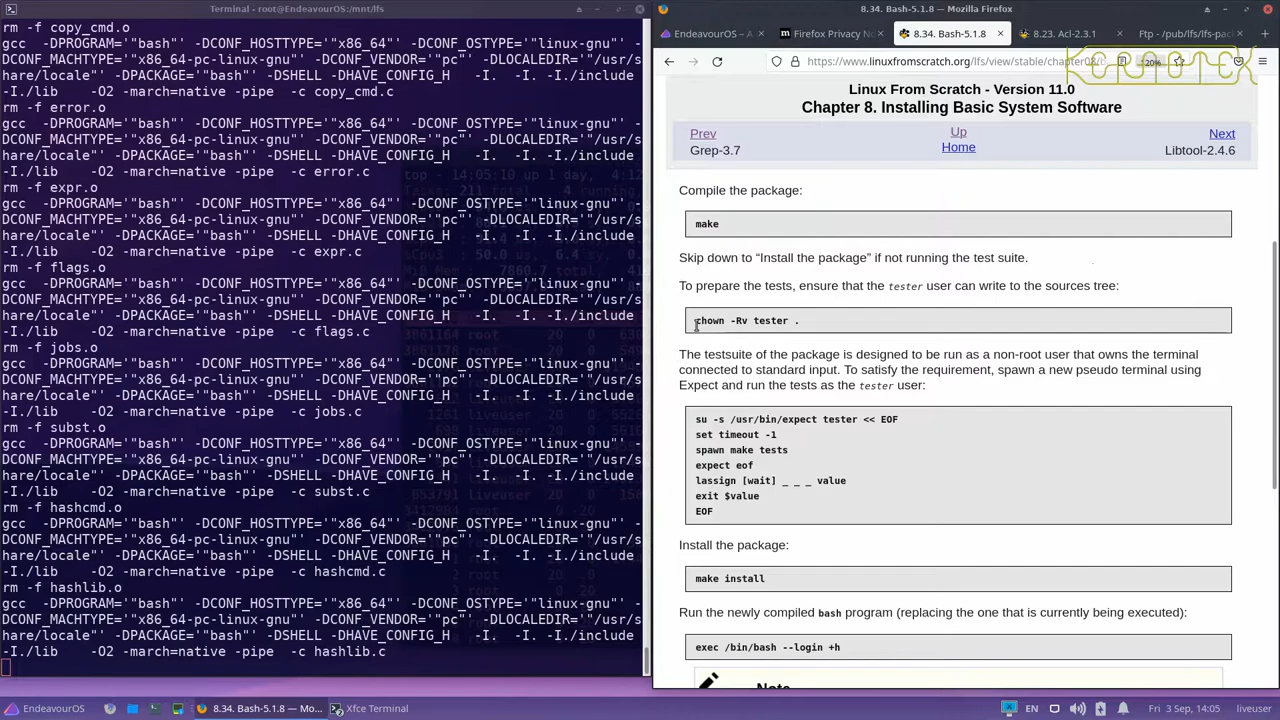 Terminal - root@EndeavourOS:/mnt/lfs
rm -f copy_cmd.o
gcc -DPROGRAM='"bash"' -DCONF_HOSTTYPE='"x86_64"' -DCONF_OSTYPE='"linux-gnu"' -
DCONF_MACHTYPE='"x86_64-pc-linux-gnu"' -DCONF_VENDOR='"pc"' -DLOCALEDIR='"/usr/s
hare/locale"' -DPACKAGE='"bash"' -DSHELL -DHAVE_CONFIG_H -I. -I. -I./include
-I./lib -O2 -march=native -pipe -c copy_cmd.c
rm -f error.o
gcc -DPROGRAM='"bash"' -DCONF_HOSTTYPE='"x86_64"' -DCONF_OSTYPE='"linux-gnu"' -
DCONF_MACHTYPE='"x86_64-pc-linux-gnu"' -DCONF_VENDOR='"pc"' -DLOCALEDIR='"/usr/s
hare/locale"' -DPACKAGE='"bash"' -DSHELL -DHAVE_CONFIG_H -I. -I. -I./include
-I./lib -O2 -march=native -pipe -c error.c
rm -f expr.o
gcc -DPROGRAM='"bash"' -DCONF_HOSTTYPE='"x86_64"' -DCONF_OSTYPE='"linux-gnu"' -
DCONF_MACHTYPE='"x86_64-pc-linux-gnu"' -DCONF_VENDOR='"pc"' -DLOCALEDIR='"/usr/s
hare/locale"' -DPACKAGE='"bash"' -DSHELL -DHAVE_CONFIG_H -I. -I. -I./include
-I./lib -O2 -march=native -pipe -c expr.c
rm -f flags.o
gcc -DPROGRAM='"bash"' -DCONF_HOSTTYPE='"x86_64"' -DCONF_OSTYPE='"linux-gnu"' -
DCONF_MACHTYPE='"x86_64-pc-linux-gnu"' -DCONF_VENDOR='"pc"' -DLOCALEDIR='"/usr/s
hare/locale"' -DPACKAGE='"bash"' -DSHELL -DHAVE_CONFIG_H -I. -I. -I./include
-I./lib -O2 -march=native -pipe -c flags.c
rm -f jobs.o
gcc -DPROGRAM='"bash"' -DCONF_HOSTTYPE='"x86_64"' -DCONF_OSTYPE='"linux-gnu"' -
DCONF_MACHTYPE='"x86_64-pc-linux-gnu"' -DCONF_VENDOR='"pc"' -DLOCALEDIR='"/usr/s
hare/locale"' -DPACKAGE='"bash"' -DSHELL -DHAVE_CONFIG_H -I. -I. -I./include
-I./lib -O2 -march=native -pipe -c jobs.c
rm -f subst.o
gcc -DPROGRAM='"bash"' -DCONF_HOSTTYPE='"x86_64"' -DCONF_OSTYPE='"linux-gnu"' -
DCONF_MACHTYPE='"x86_64-pc-linux-gnu"' -DCONF_VENDOR='"pc"' -DLOCALEDIR='"/usr/s
hare/locale"' -DPACKAGE='"bash"' -DSHELL -DHAVE_CONFIG_H -I. -I. -I./include
-I./lib -O2 -march=native -pipe -c subst.c
rm -f hashcmd.o
gcc -DPROGRAM='"bash"' -DCONF_HOSTTYPE='"x86_64"' -DCONF_OSTYPE='"linux-gnu"' -
DCONF_MACHTYPE='"x86_64-pc-linux-gnu"' -DCONF_VENDOR='"pc"' -DLOCALEDIR='"/usr/s
hare/locale"' -DPACKAGE='"bash"' -DSHELL -DHAVE_CONFIG_H -I. -I. -I./include
-I./lib -O2 -march=native -pipe -c hashcmd.c
rm -f hashlib.o
gcc -DPROGRAM='"bash"' -DCONF_HOSTTYPE='"x86_64"' -DCONF_OSTYPE='"linux-gnu"' -
DCONF_MACHTYPE='"x86_64-pc-linux-gnu"' -DCONF_VENDOR='"pc"' -DLOCALEDIR='"/usr/s
hare/locale"' -DPACKAGE='"bash"' -DSHELL -DHAVE_CONFIG_H -I. -I. -I./include
-I./lib -O2 -march=native -pipe -c hashlib.c
8.34. Bash-5.1.8 — Mozilla Firefox
EndeavourOS – A
Firefox Privacy No
8.34. Bash-5.1.8
8.23. Acl-2.3.1
Ftp - /pub/lfs/lfs-pac
https://www.linuxfromscratch.org/lfs/view/stable/chapter08/
120%
Linux From Scratch - Version 11.0
Chapter 8. Installing Basic System Software
Prev Up Next
Grep-3.7 Home Libtool-2.4.6
Compile the package:
make
Skip down to “Install the package” if not running the test suite.
To prepare the tests, ensure that the tester user can write to the sources tree:
chown -Rv tester .
The testsuite of the package is designed to be run as a non-root user that owns the terminal
connected to standard input. To satisfy the requirement, spawn a new pseudo terminal using
Expect and run the tests as the tester user:
su -s /usr/bin/expect tester << EOF
set timeout -1
spawn make tests
expect eof
lassign [wait] _ _ _ value
exit $value
EOF
Install the package:
make install
Run the newly compiled bash program (replacing the one that is currently being executed):
exec /bin/bash --login +h
Note
EndeavourOS
8.34. Bash-5.1.8 — Mo...
Xfce Terminal
EN
Fri 3 Sep, 14:05
liveuser